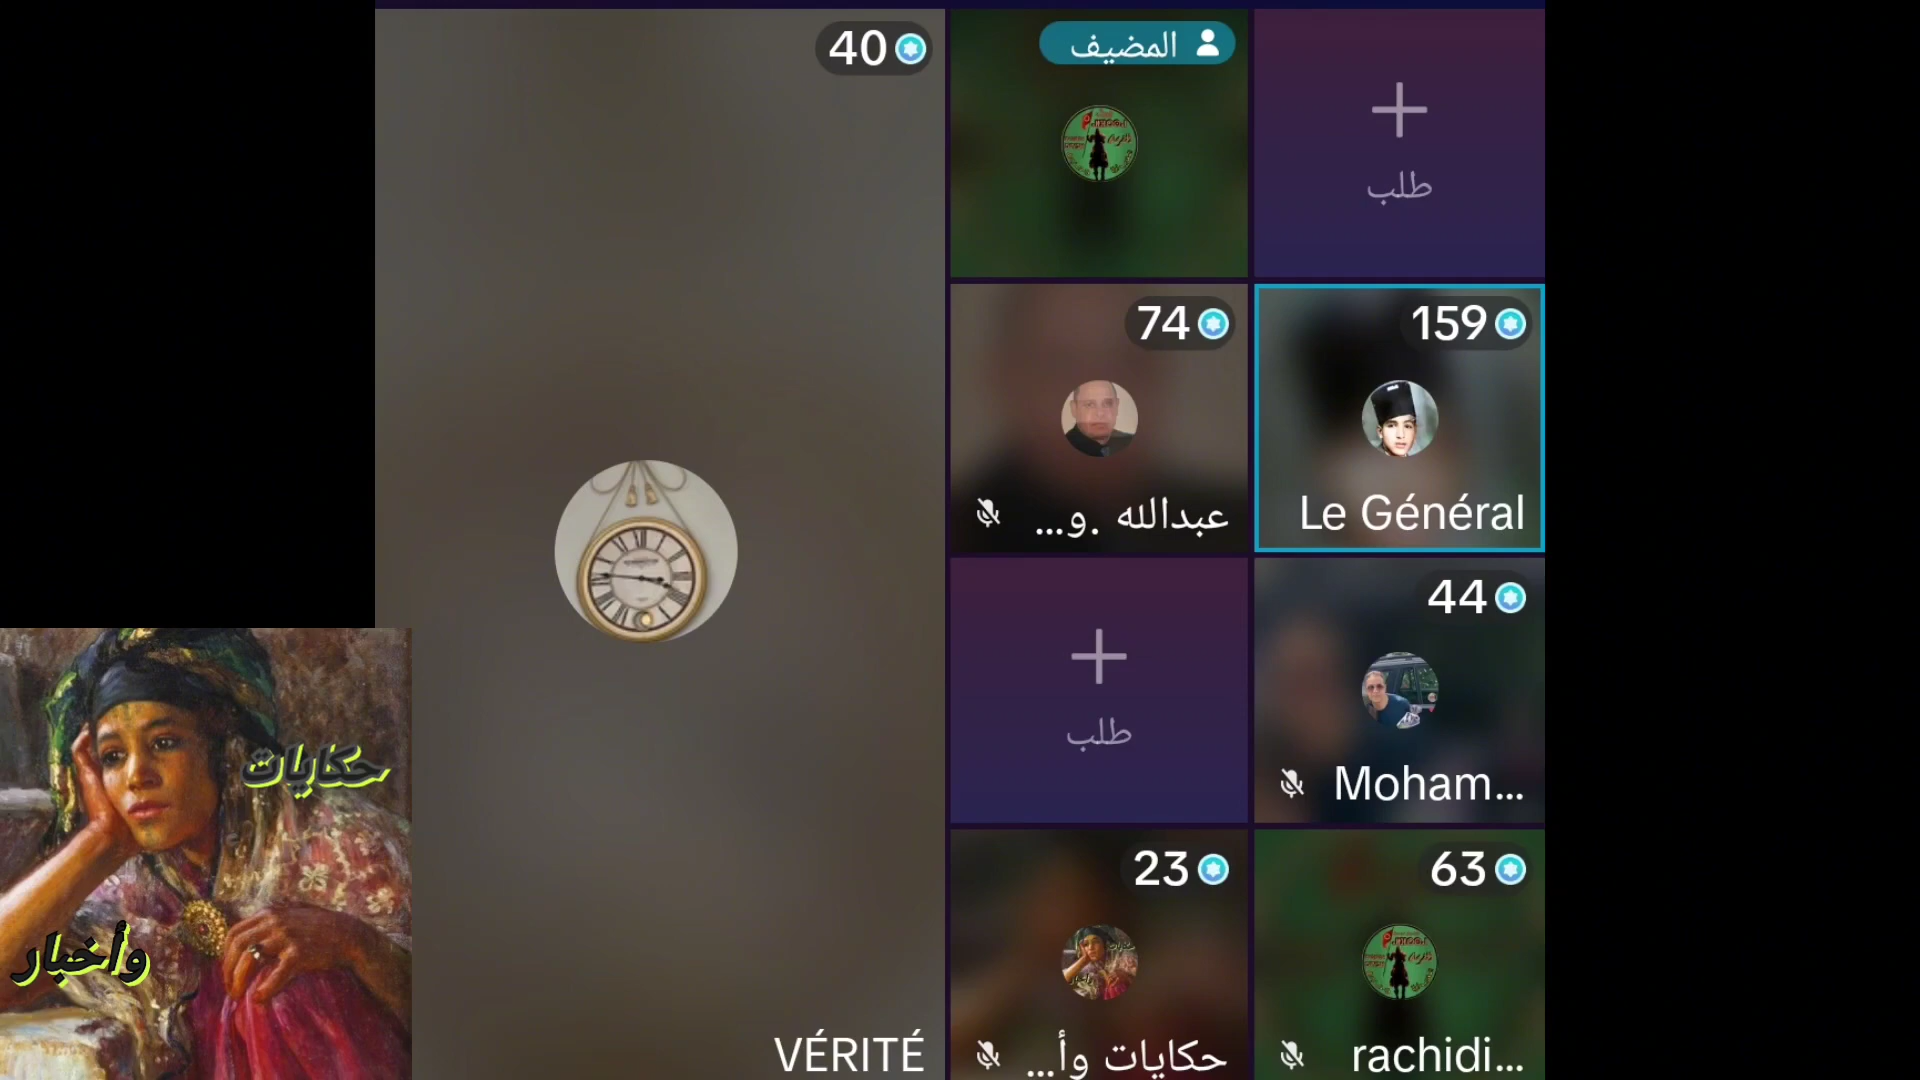 40
المضيف
طلب
74
159
عبدالله .و...
Le Général
طلب
44
Moham...
حكايات
وأخبار
23
63
VÉRITÉ
حكايات وأ...
rachidi...